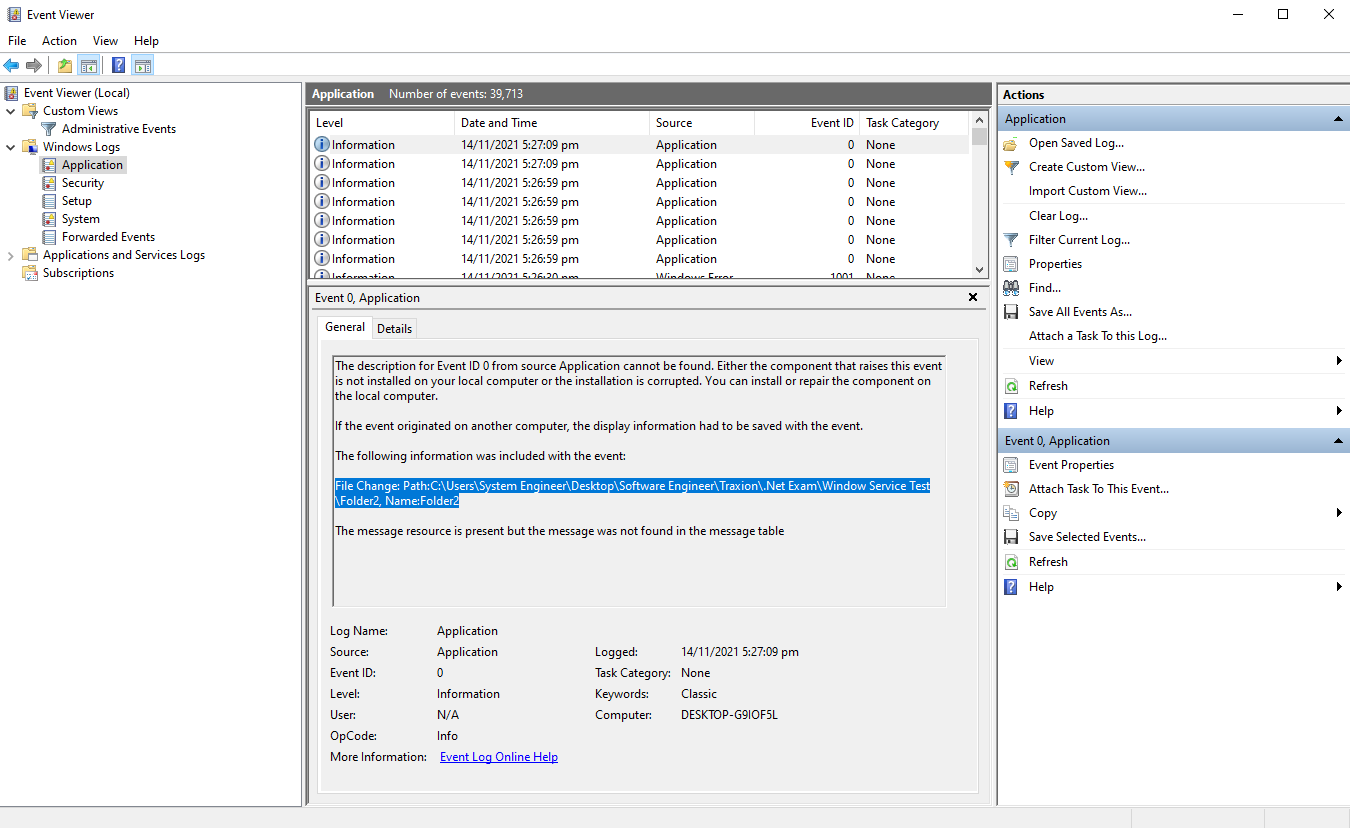 Event Viewer
File Action View Help
Event Viewer (Local)
Custom Views
Administrative Events
Windows Logs
Application
Security
Setup
System
Forwarded Events
Applications and Services Logs
Subscriptions
Application Number of events: 39,713
Level Date and Time Source Event ID Task Category
Information 14/11/2021 5:27:09 pm Application 0 None
Information 14/11/2021 5:27:09 pm Application 0 None
Information 14/11/2021 5:26:59 pm Application 0 None
Information 14/11/2021 5:26:59 pm Application 0 None
Information 14/11/2021 5:26:59 pm Application 0 None
Information 14/11/2021 5:26:59 pm Application 0 None
Information 14/11/2021 5:26:59 pm Application 0 None
Information 14/11/2021 5:26:30 pm Windows Error 1001 None
Event 0, Application
General Details
The description for Event ID 0 from source Application cannot be found. Either the component that raises this event
is not installed on your local computer or the installation is corrupted. You can install or repair the component on
the local computer.
If the event originated on another computer, the display information had to be saved with the event.
The following information was included with the event:
File Change: Path:C:\Users\System Engineer\Desktop\Software Engineer\Traxion\.Net Exam\Window Service Test
\Folder2, Name:Folder2
The message resource is present but the message was not found in the message table
Log Name: Application
Source: Application Logged: 14/11/2021 5:27:09 pm
Event ID: 0 Task Category: None
Level: Information Keywords: Classic
User: N/A Computer: DESKTOP-G9IOF5L
OpCode: Info
More Information: Event Log Online Help
Actions
Application
Open Saved Log...
Create Custom View...
Import Custom View...
Clear Log...
Filter Current Log...
Properties
Find...
Save All Events As...
Attach a Task To this Log...
View
Refresh
Help
Event 0, Application
Event Properties
Attach Task To This Event...
Copy
Save Selected Events...
Refresh
Help